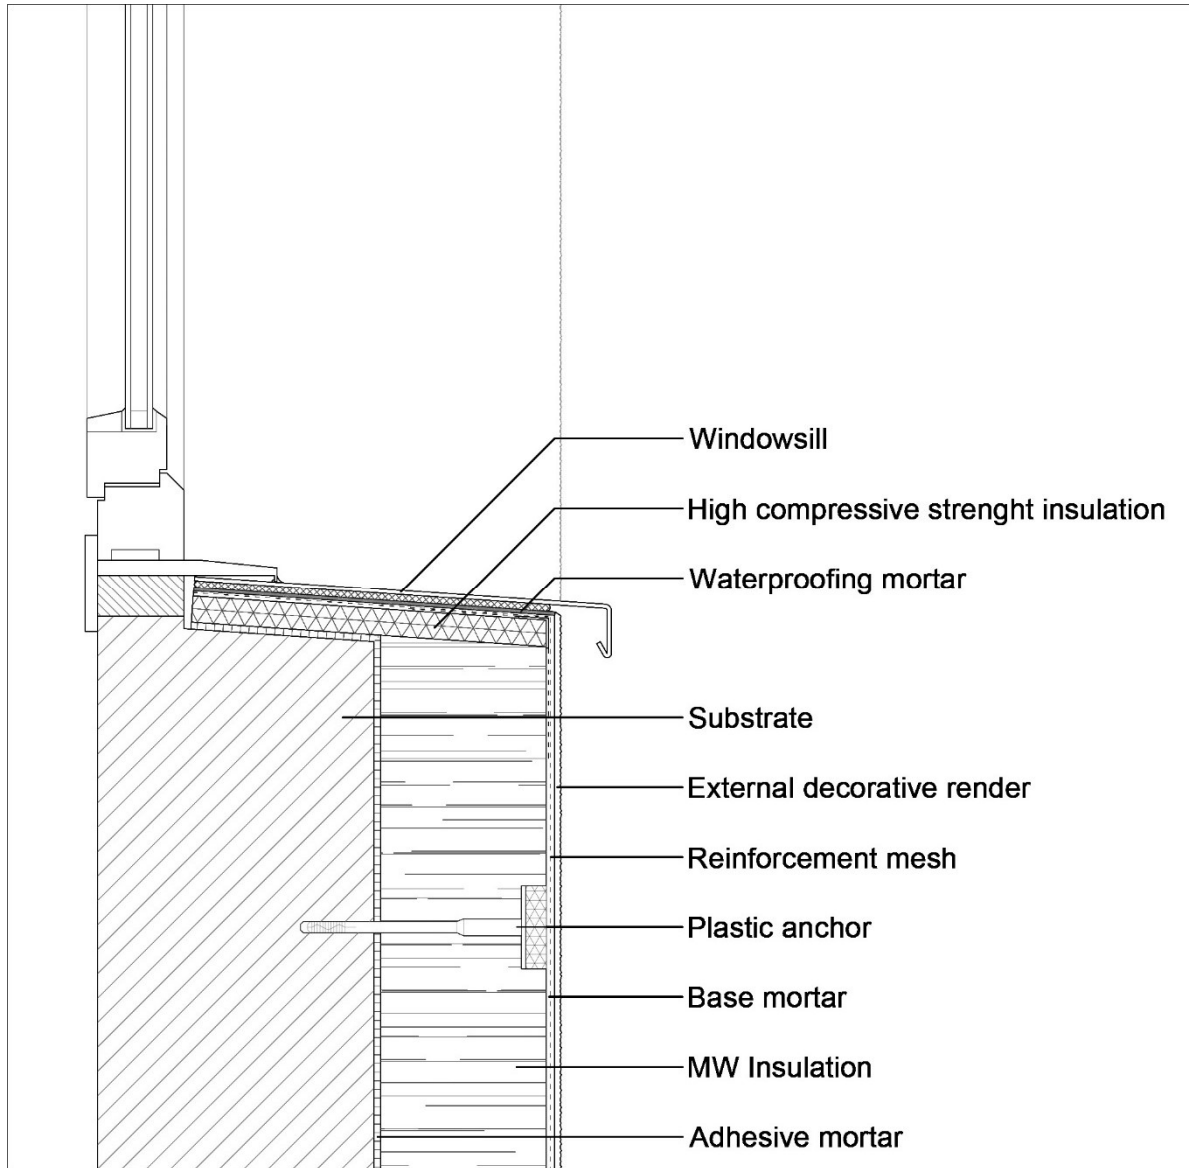 Windowsill
High compressive strenght insulation
Waterproofing mortar
Substrate
External decorative render
Reinforcement mesh
Plastic anchor
Base mortar
MW Insulation
Adhesive mortar